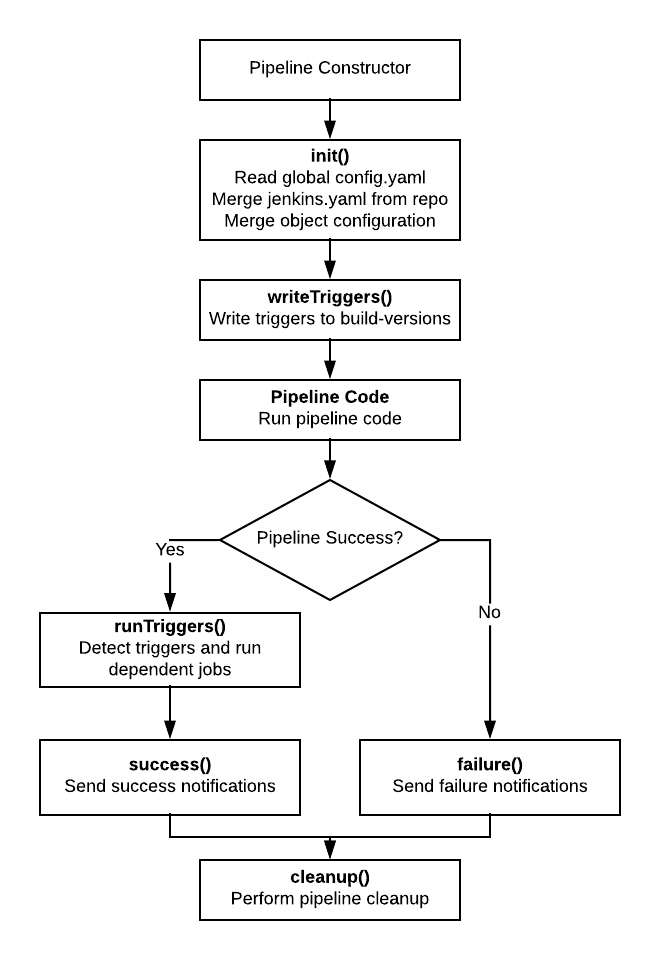 Pipeline Constructor
init()
Read global config.yaml
Merge jenkins.yaml from repo
Merge object configuration
writeTriggers()
Write triggers to build-versions
Pipeline Code
Run pipeline code
Pipeline Success?
Yes
No
runTriggers()
Detect triggers and run
dependent jobs
success()
Send success notifications
failure()
Send failure notifications
cleanup()
Perform pipeline cleanup